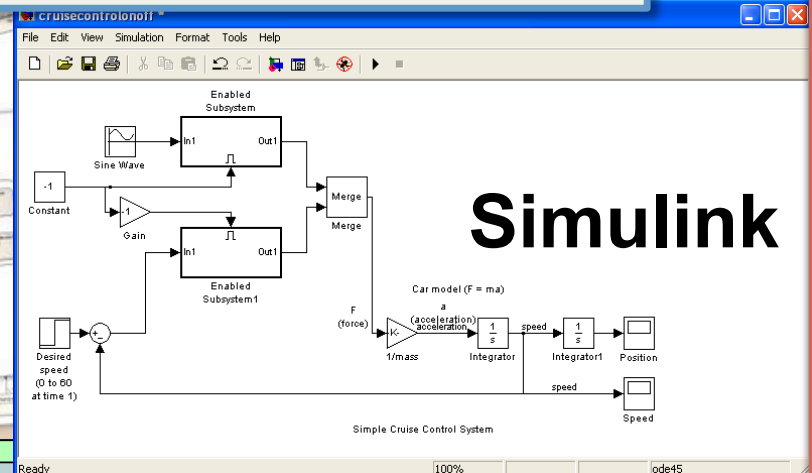 cruisecontrolonoff *
File Edit View Simulation Format Tools Help
Enabled
Subsystem
In1
Out1
Sine Wave
-1
Constant
-1
Gain
In1
Out1
Enabled
Subsystem1
Merge
Merge
Simulink
Car model (F = ma)
F
(force)
a
(acceleration)
acceleration
-K-
1/mass
1
s
Integrator
speed
1
s
Integrator1
Position
speed
Speed
+
-
Desired
speed
(0 to 60
at time 1)
Simple Cruise Control System
Ready
100%
ode45